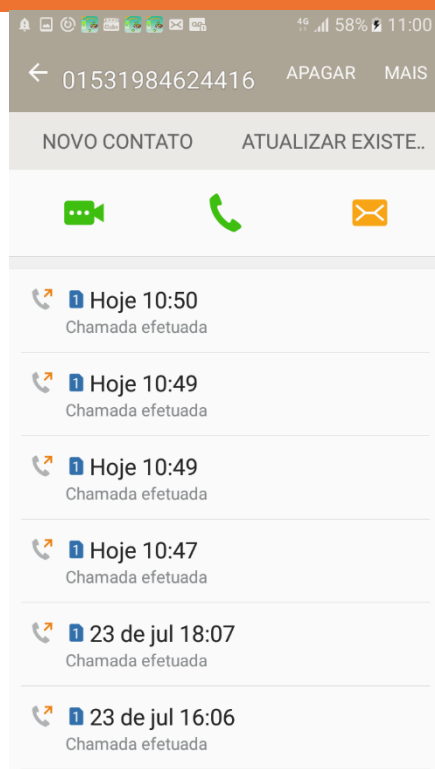 4G 58% 11:00
01531984624416 APAGAR MAIS
NOVO CONTATO ATUALIZAR EXISTE..
1 Hoje 10:50
Chamada efetuada
1 Hoje 10:49
Chamada efetuada
1 Hoje 10:49
Chamada efetuada
1 Hoje 10:47
Chamada efetuada
1 23 de jul 18:07
Chamada efetuada
1 23 de jul 16:06
Chamada efetuada